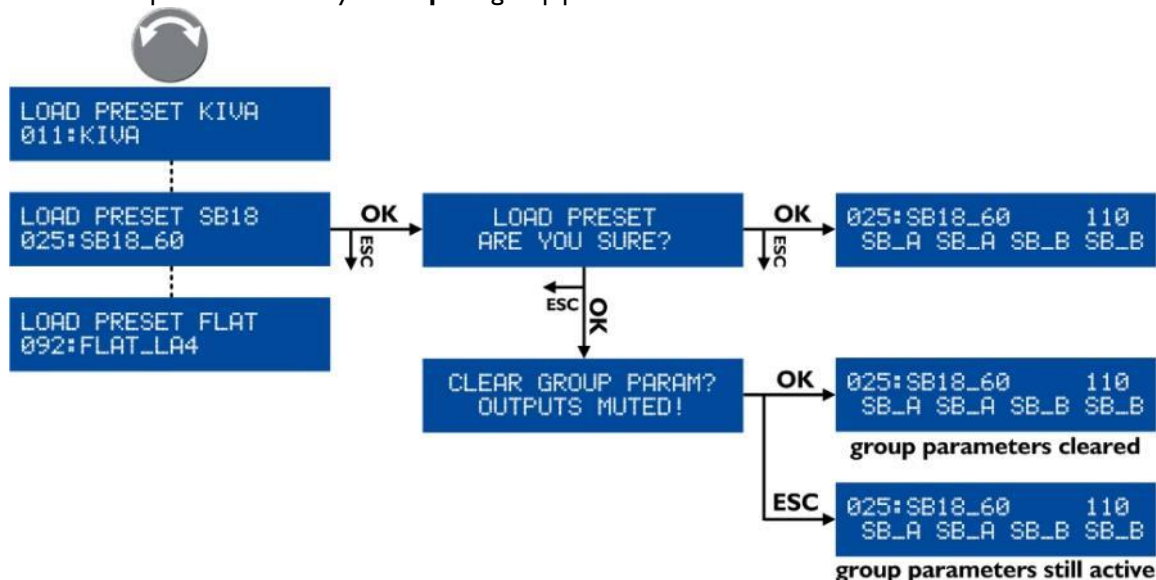 LOAD PRESET KIVA
011:KIVA
LOAD PRESET SB18
025:SB18_60
OK
ESC
LOAD PRESET
ARE YOU SURE?
OK
ESC
025:SB18_60 110
SB_A SB_A SB_B SB_B
ESC
OK
LOAD PRESET FLAT
092:FLAT_LA4
CLEAR GROUP PARAM?
OUTPUTS MUTED!
OK
025:SB18_60 110
SB_A SB_A SB_B SB_B
group parameters cleared
ESC
025:SB18_60 110
SB_A SB_A SB_B SB_B
group parameters still active